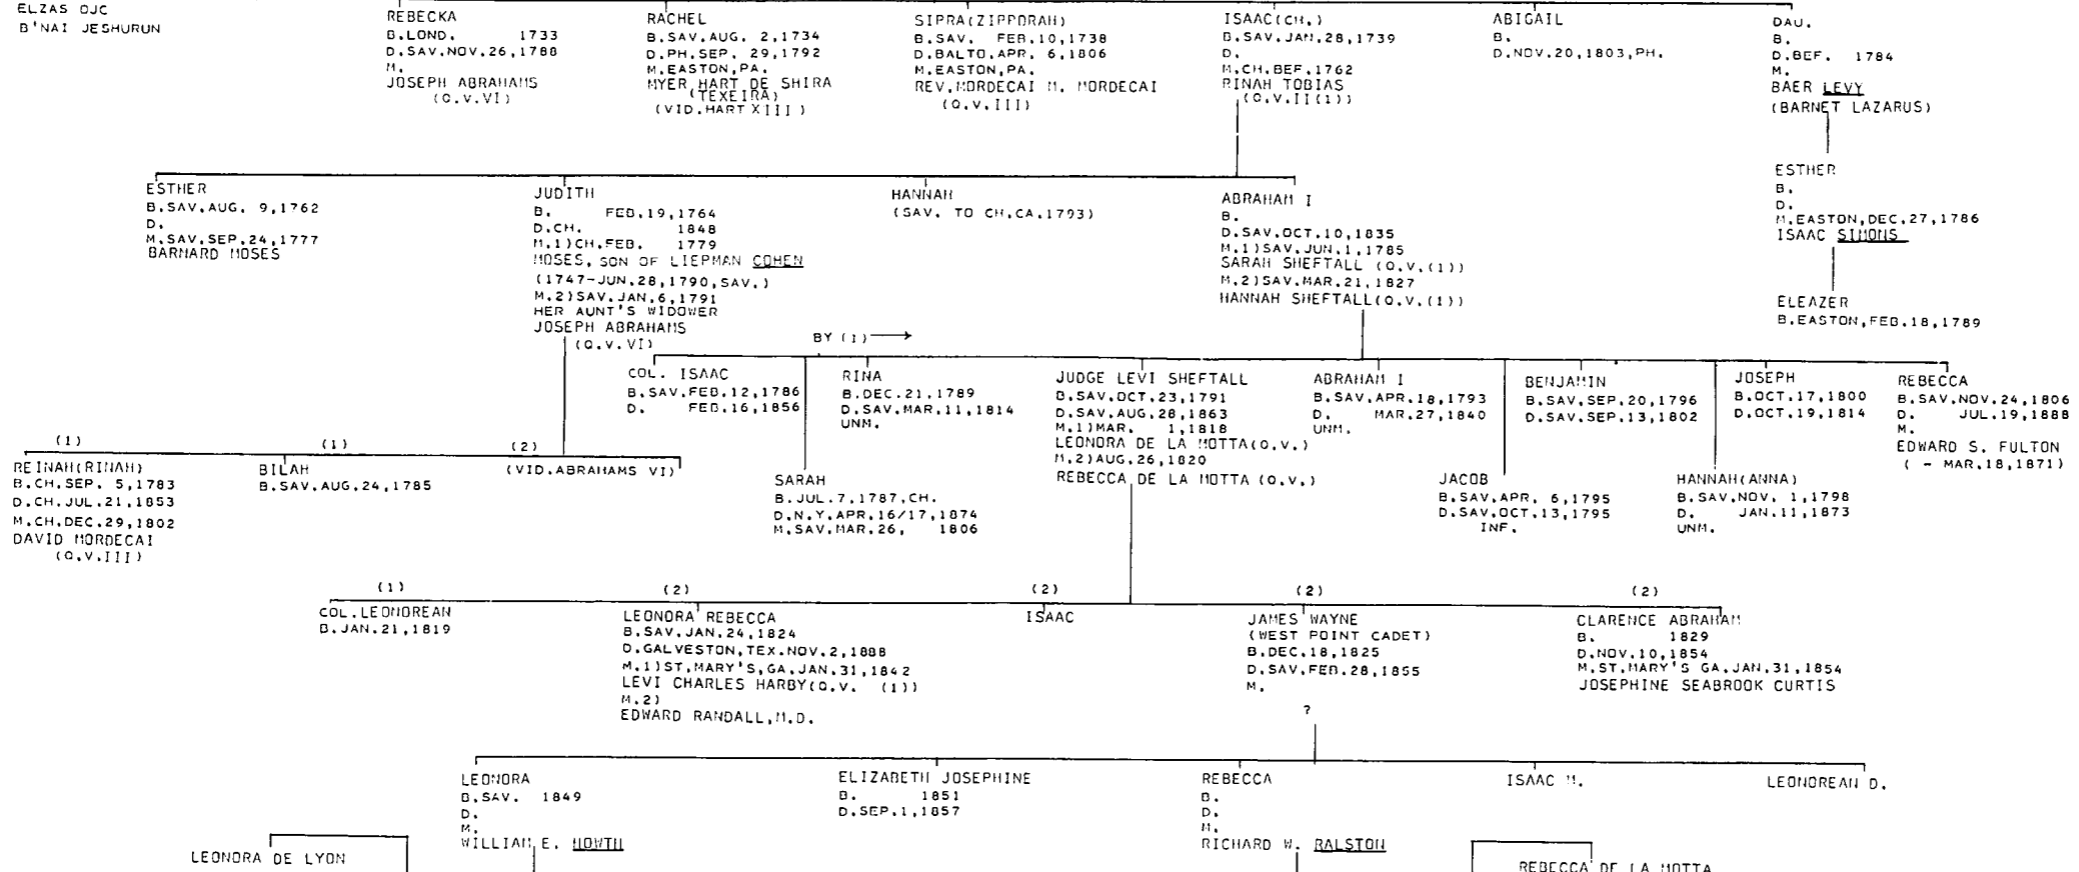 ELZAS OJC
B'NAI JESHURUN
REBECKA
B.LOND. 1733
D.SAV.NOV.26,1788
M.
JOSEPH ABRAHAMS
(Q.V.VI)
RACHEL
B.SAV.AUG. 2,1734
D.PH.SEP. 29,1792
M.EASTON,PA.
MYER HART DE SHIRA
(TEXEIRA)
(VID.HART XIII)
SIPRA(ZIPPORAH)
B.SAV. FEB.10,1738
D.BALTO.APR. 6,1806
M.EASTON,PA.
REV.MORDECAI M. MORDECAI
(Q.V.III)
ISAAC(CH.)
B.SAV.JAN.28,1739
D.
M.CH.BEF.1762
RINAH TOBIAS
(Q.V.II(1))
ABIGAIL
B.
D.NOV.20,1803,PH.
DAU.
B.
D.BEF. 1784
M.
BAER LEVY
(BARNET LAZARUS)
ESTHER
B.SAV.AUG. 9,1762
D.
M.SAV.SEP.24,1777
BARNARD MOSES
JUDITH
B. FEB.19,1764
D.CH. 1848
M.1)CH.FEB. 1779
MOSES, SON OF LIEPMAN COHEN
(1747-JUN.28,1790,SAV.)
M.2)SAV.JAN.6,1791
HER AUNT'S WIDOWER
JOSEPH ABRAHAMS
(Q.V.VI)
HANNAH
(SAV. TO CH.CA.1793)
ABRAHAM I
B.
D.SAV.OCT.10,1835
M.1)SAV.JUN.1,1785
SARAH SHEFTALL (Q.V.(1))
M.2)SAV.MAR.21,1827
HANNAH SHEFTALL(Q.V.(1))
ESTHER
B.
D.
M.EASTON,DEC.27,1786
ISAAC SIMONS
ELEAZER
B.EASTON,FEB.18,1789
BY (1)
COL. ISAAC
B.SAV.FEB.12,1786
D. FEB.16,1856
RINA
B.DEC.21,1789
D.SAV.MAR.11,1814
UNM.
JUDGE LEVI SHEFTALL
B.SAV.OCT.23,1791
D.SAV.AUG.28,1863
M.1)MAR. 1,1818
LEONORA DE LA MOTTA(Q.V.)
M.2)AUG.26,1820
REBECCA DE LA MOTTA (Q.V.)
ABRAHAM I
B.SAV.APR.18,1793
D. MAR.27,1840
UNM.
BENJAMIN
B.SAV.SEP.20,1796
D.SAV.SEP.13,1802
JOSEPH
B.OCT.17,1800
D.OCT.19,1814
REBECCA
B.SAV.NOV.24,1806
D. JUL.19,1888
M.
EDWARD S. FULTON
( - MAR.18,1871)
(1)
REINAH(RINAH)
B.CH.SEP. 5,1783
D.CH.JUL.21,1853
M.CH.DEC.29,1802
DAVID MORDECAI
(Q.V.III)
(1)
BILAH
B.SAV.AUG.24,1785
(2)
(VID.ABRAHAMS VI)
SARAH
B.JUL.7,1787,CH.
D.N.Y.APR.16/17,1874
M.SAV.MAR.26, 1806
JACOB
B.SAV.APR. 6,1795
D.SAV.OCT.13,1795
INF.
HANNAH(ANNA)
B.SAV.NOV. 1,1798
D. JAN.11,1873
UNM.
(1)
COL.LEONOREAN
B.JAN.21,1819
(2)
LEONORA REBECCA
B.SAV.JAN.24,1824
D.GALVESTON,TEX.NOV.2,1888
M.1)ST.MARY'S,GA.JAN.31,1842
LEVI CHARLES HARBY(Q.V. (1))
M.2)
EDWARD RANDALL,M.D.
(2)
ISAAC
(2)
JAMES WAYNE
(WEST POINT CADET)
B.DEC.18,1825
D.SAV.FEB.28,1855
M.
?
(2)
CLARENCE ABRAHAM
B. 1829
D.NOV.10,1854
M.ST.MARY'S GA.JAN.31,1854
JOSEPHINE SEABROOK CURTIS
LEONORA
B.SAV. 1849
D.
M.
WILLIAM E.
ELIZABETH JOSEPHINE
B. 1851
D.SEP.1,1857
REBECCA
B.
D.
M.
RICHARD W. RALSTON
ISAAC M.
LEONOREAN D.
LEONORA DE LYON
REBECCA DE LA MOTTA